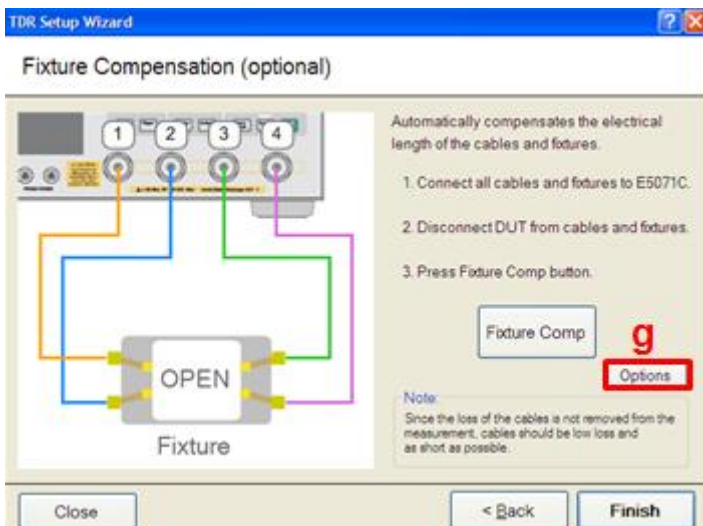 TDR Setup Wizard
Fixture Compensation (optional)
1 2 3 4
OPEN
Fixture
Automatically compensates the electrical
length of the cables and fixtures.
1. Connect all cables and fixtures to E5071C.
2. Disconnect DUT from cables and fixtures.
3. Press Fixture Comp button.
Fixture Comp
g
Options
Note:
Since the loss of the cables is not removed from the
measurement, cables should be low loss and
as short as possible.
Close
< Back
Finish